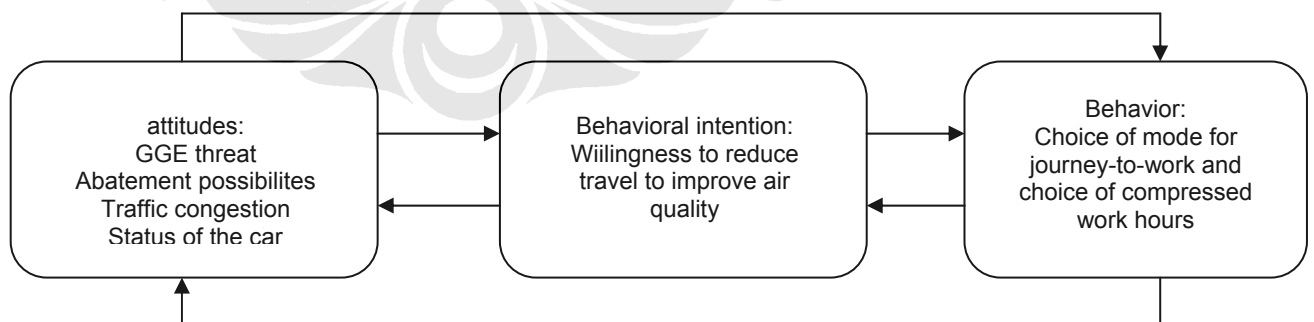 attitudes:
GGE threat
Abatement possibilites
Traffic congestion
Status of the car
Behavioral intention:
Wiilingness to reduce
travel to improve air
quality
Behavior:
Choice of mode for
journey-to-work and
choice of compressed
work hours